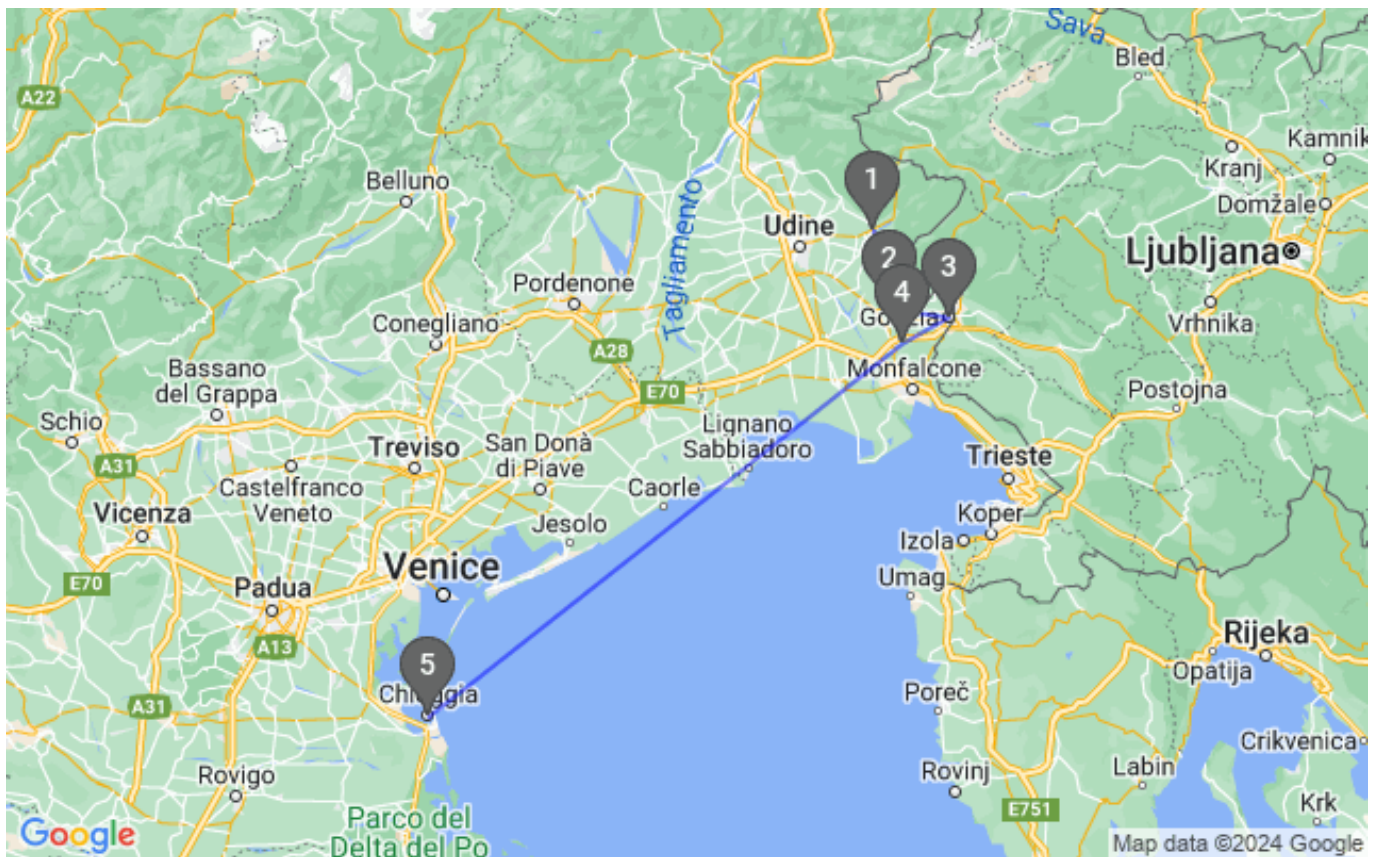 Sava
Bled
A22
Kamnik
Kranj
Belluno
1
Domžale
Tagliamento
Udine
Ljubljana
2
3
Pordenone
4
Vrhnika
Conegliano
A28
Monfalcone
Bassano
del Grappa
E70
Postojna
Schio
Lignano
Sabbiadoro
Treviso
San Donà
di Piave
A31
Trieste
Castelfranco
Veneto
Caorle
Vicenza
Jesolo
Koper
Izola
Venice
E70
Padua
Umag
A13
Rijeka
5
Opatija
Poreč
A31
Crikvenica
Rovigo
Rovinj
Labin
E751
Krk
Parco del
Delta del Po
Google
Map data ©2024 Google